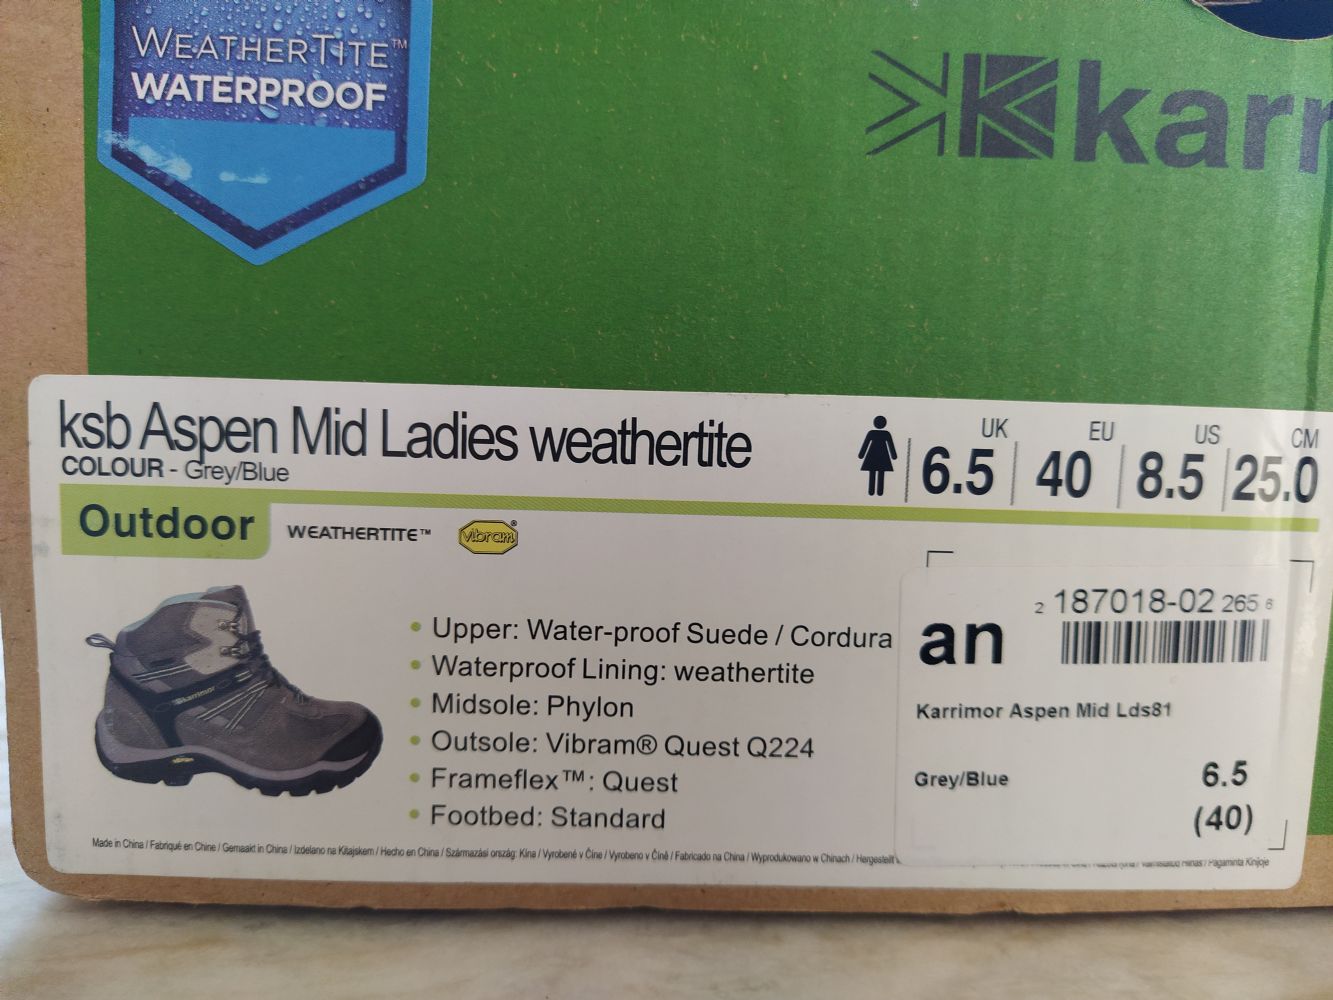 WEATHERTITE™
WATERPROOF
karr
ksb Aspen Mid Ladies weathertite
COLOUR - Grey/Blue
UK EU US CM
6.5 40 8.5 25.0
Outdoor WEATHERTITE™ vibram®
karrimor
• Upper: Water-proof Suede / Cordura
• Waterproof Lining: weathertite
• Midsole: Phylon
• Outsole: Vibram® Quest Q224
• Frameflex™: Quest
• Footbed: Standard
2 187018-02 265 6
an
Karrimor Aspen Mid Lds81
Grey/Blue 6.5
(40)
Made in China / Fabriqué en Chine / Gemaakt in China / Izdelano na Kitajskem / Hecho en China / Származási ország: Kína / Vyrobené v Číne / Vyrobeno v Číně / Fabricado na China / Wyprodukowano w Chinach / Hergestellt / Pagaminta Kinijoje